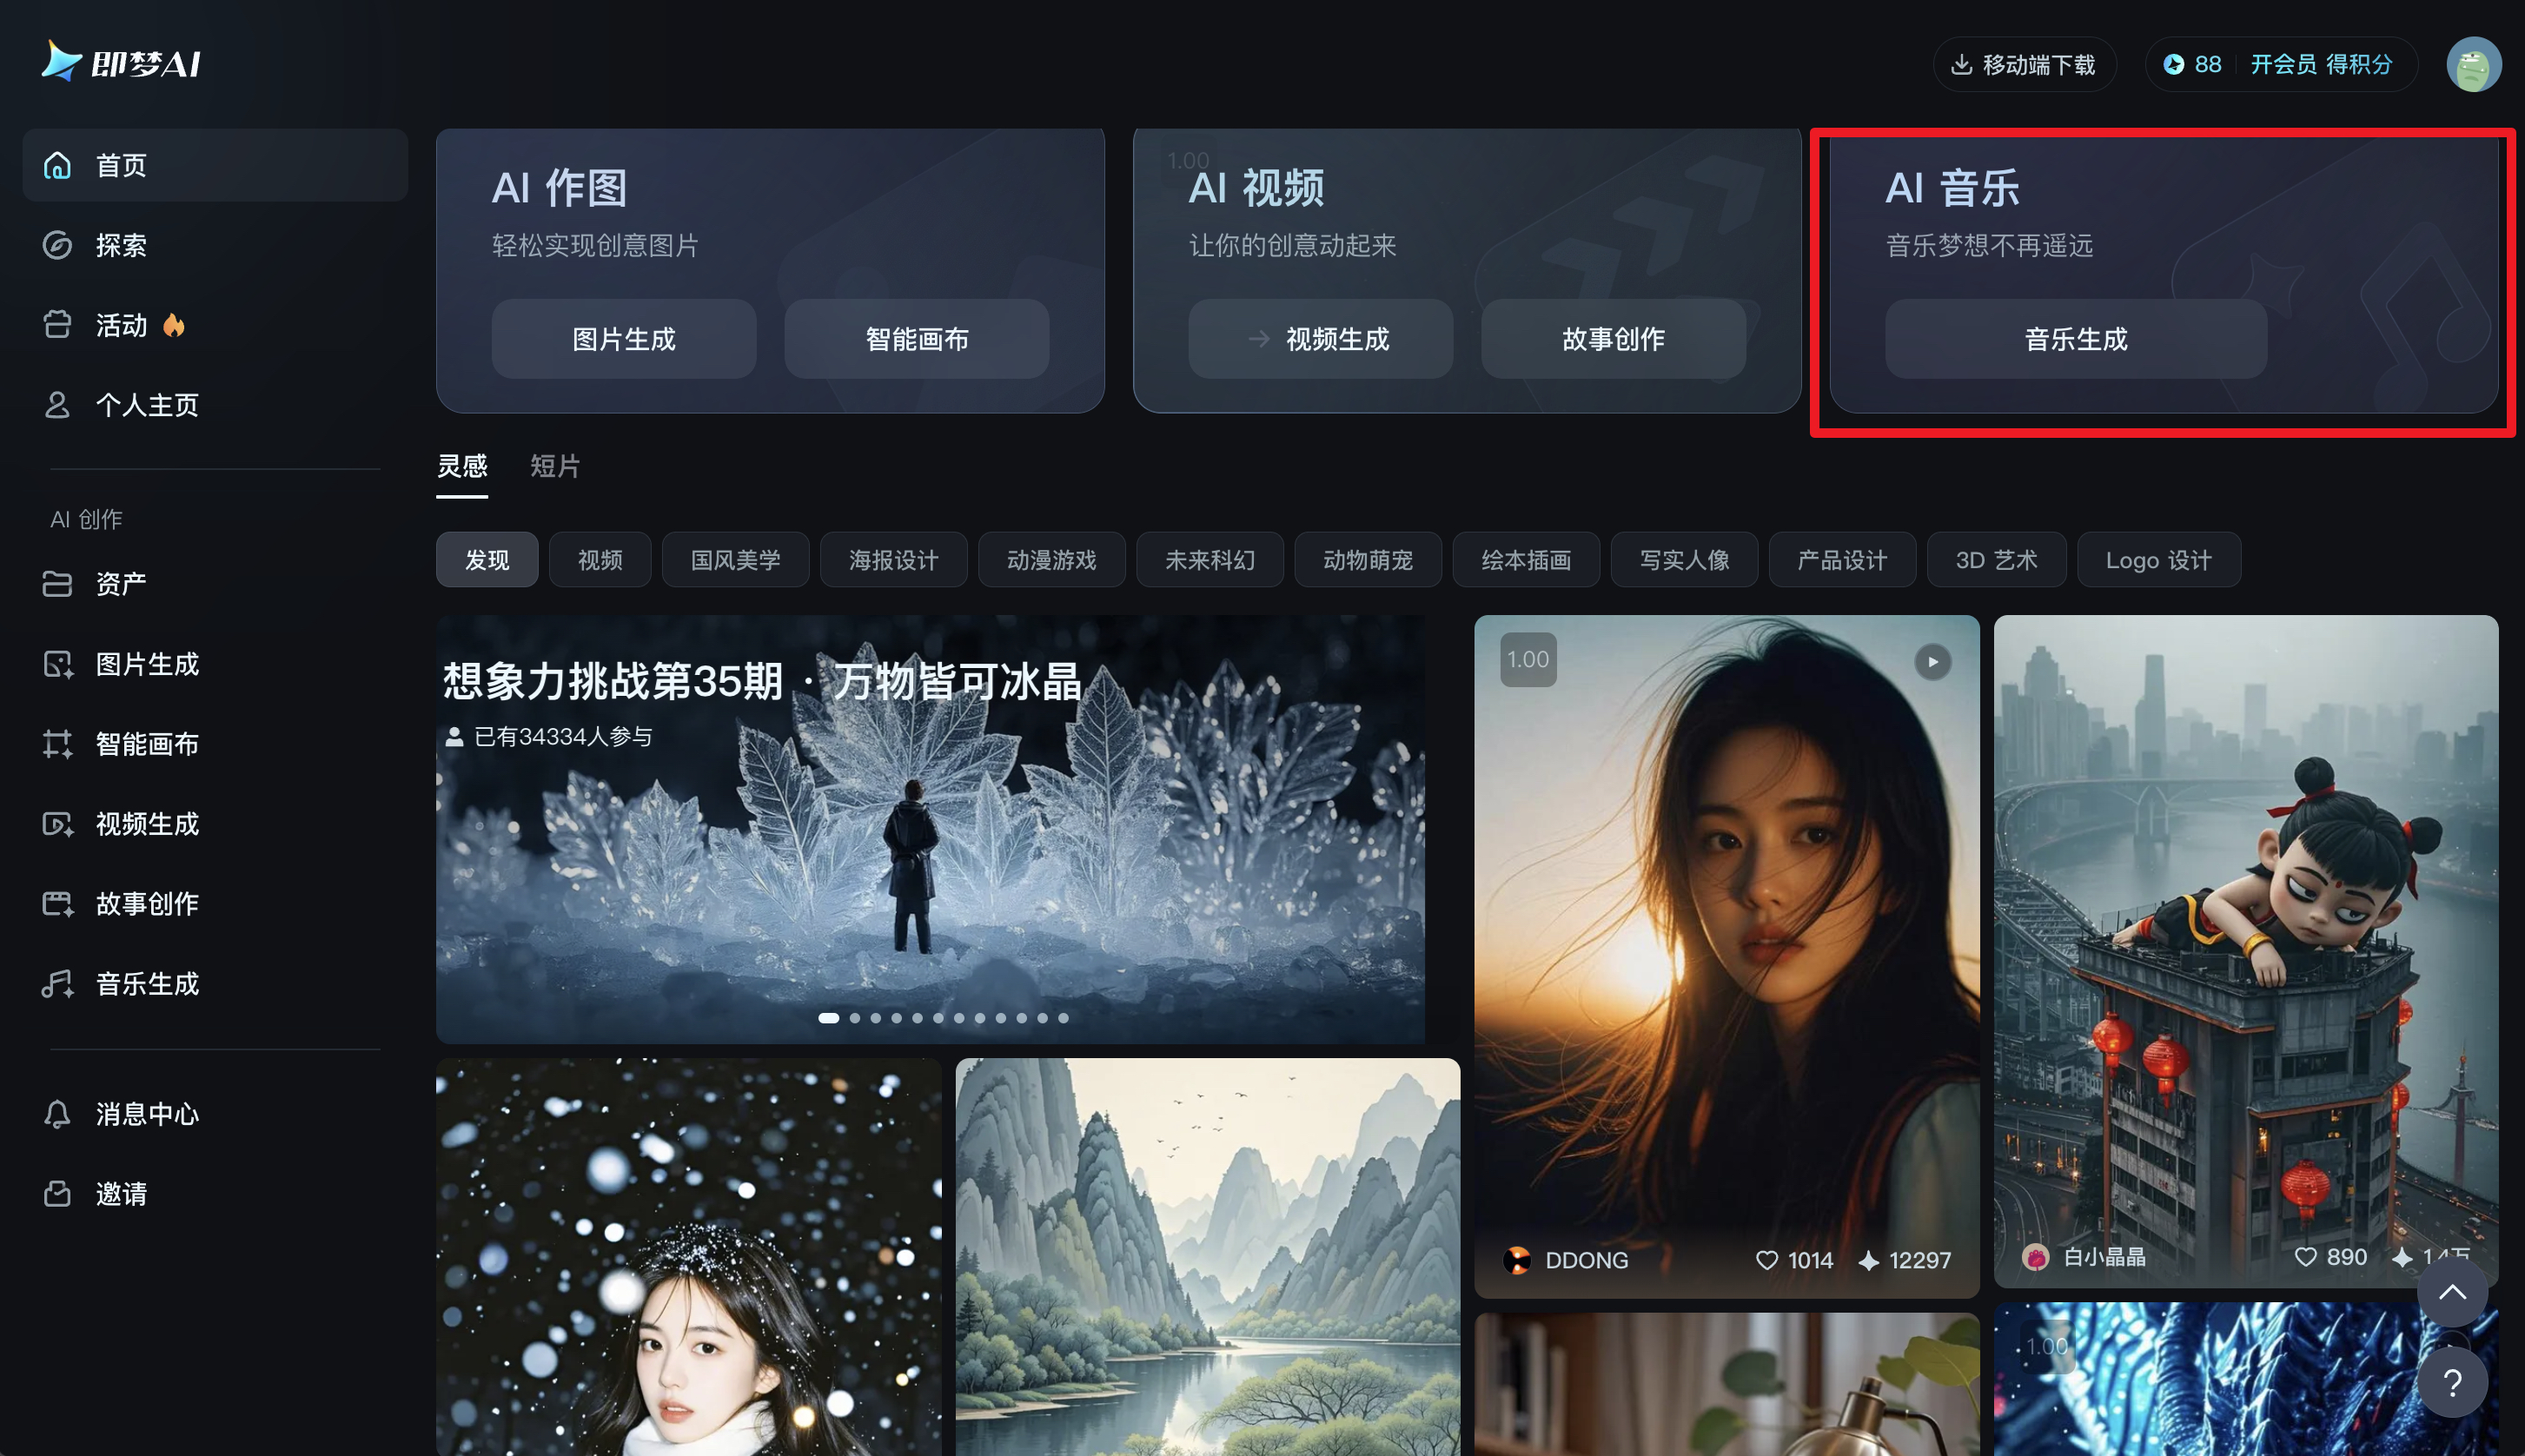 即梦AI
移动端下载
88 开会员 得积分
首页
探索
活动
个人主页
AI 创作
资产
图片生成
智能画布
视频生成
故事创作
音乐生成
消息中心
邀请
AI 作图
轻松实现创意图片
图片生成
智能画布
1.00
AI 视频
让你的创意动起来
→ 视频生成
故事创作
AI 音乐
音乐梦想不再遥远
音乐生成
灵感
短片
发现
视频
国风美学
海报设计
动漫游戏
未来科幻
动物萌宠
绘本插画
写实人像
产品设计
3D 艺术
Logo 设计
想象力挑战第35期 · 万物皆可冰晶
已有34334人参与
1.00
DDONG
1014
12297
白小晶晶
890
14万
1.00
?